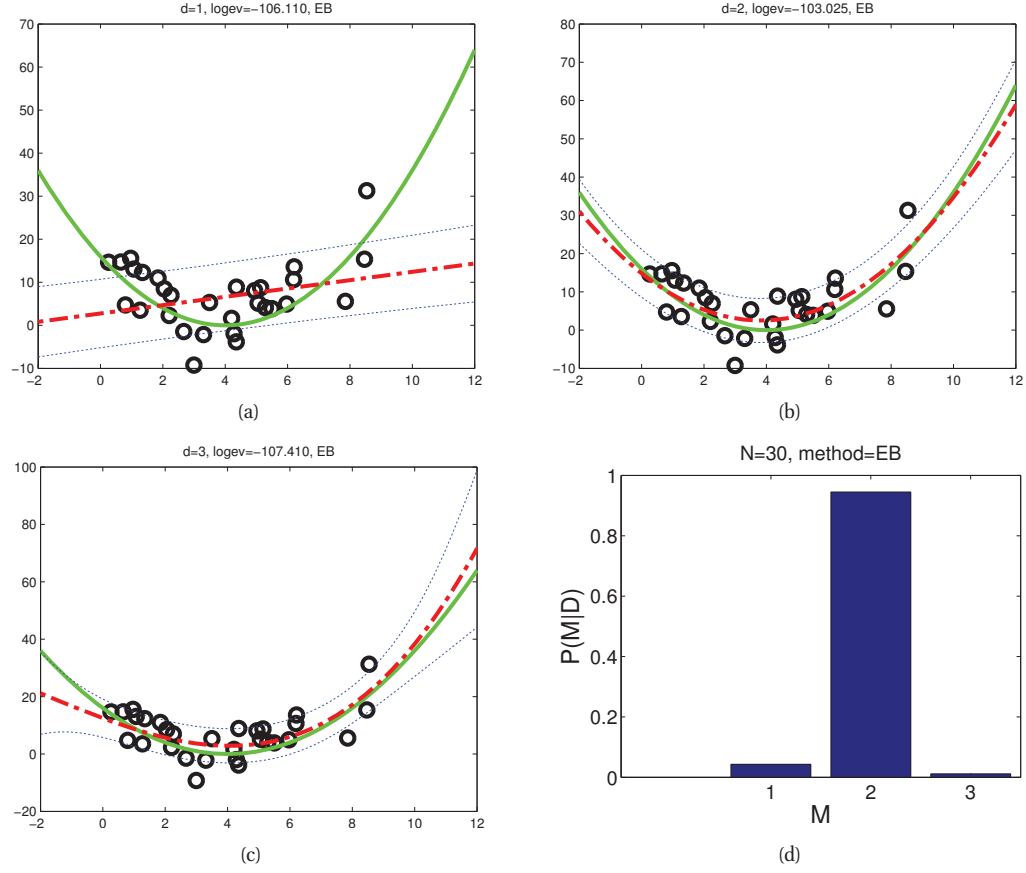 d=1, logev=−106.110, EB
70
60
50
40
30
20
10
0
−10
−2 0 2 4 6 8 10 12
(a)
d=2, logev=−103.025, EB
80
70
60
50
40
30
20
10
0
−10
−2 0 2 4 6 8 10 12
(b)
d=3, logev=−107.410, EB
100
80
60
40
20
0
−20
−2 0 2 4 6 8 10 12
(c)
N=30, method=EB
1
0.8
0.6
0.4
0.2
0
P(M|D)
1 2 3
M
(d)